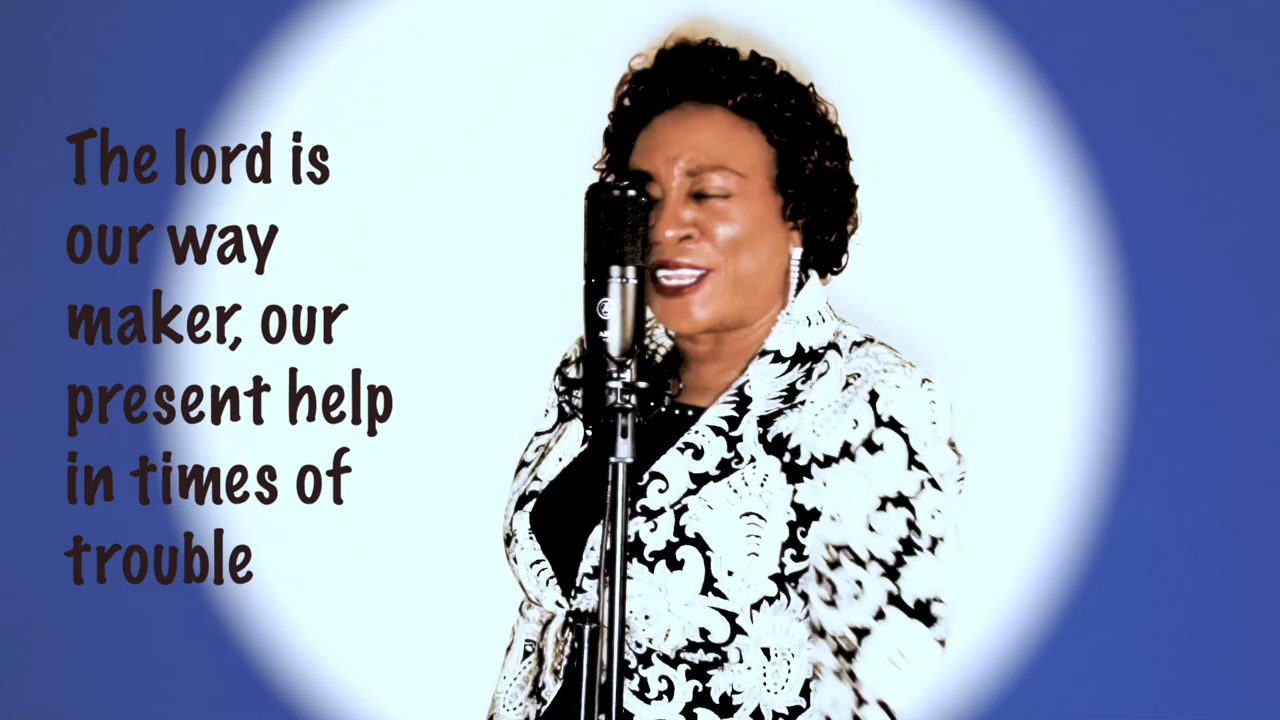 The lord is
our way
maker, our
present help
in times of
trouble